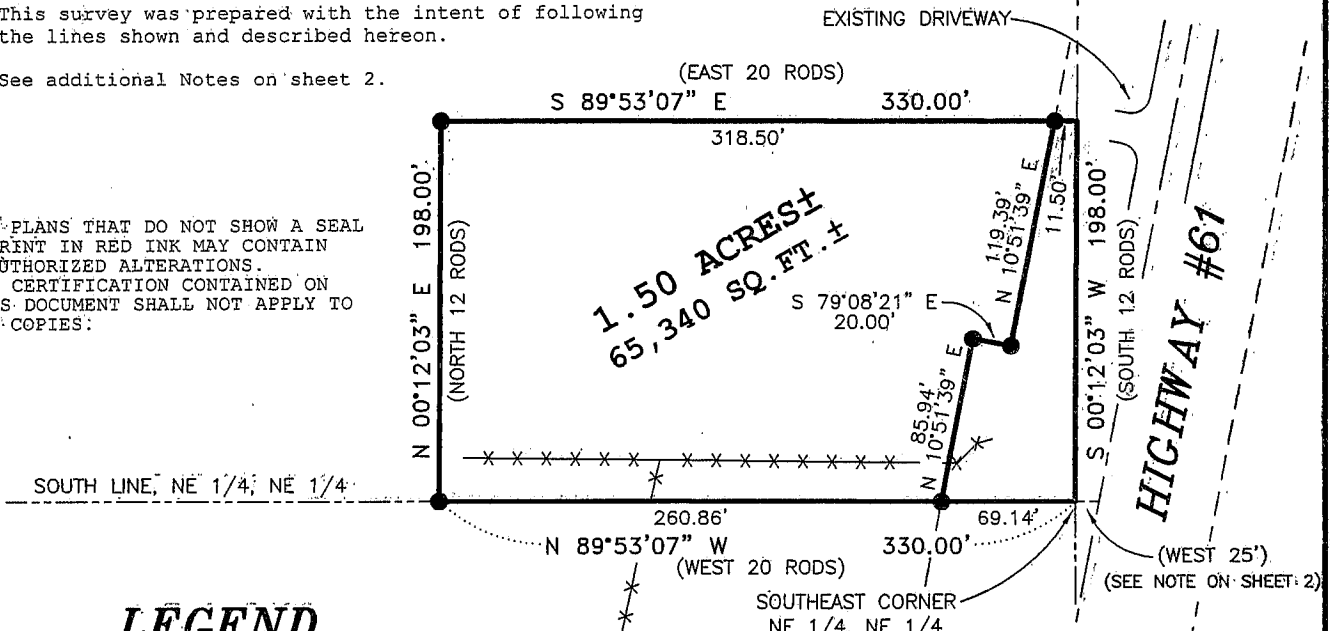 This survey was prepared with the intent of following
the lines shown and described hereon.
See additional Notes on sheet 2.
EXISTING DRIVEWAY
(EAST 20 RODS)
S 89°53'07" E 330.00'
318.50'
N 00°12'03" E 198.00'
(NORTH 12 RODS)
PLANS THAT DO NOT SHOW A SEAL
RINT IN RED INK MAY CONTAIN
UTHORIZED ALTERATIONS.
CERTIFICATION CONTAINED ON
S DOCUMENT SHALL NOT APPLY TO
COPIES.
1.50 ACRES±
65,340 SQ.FT.±
119.39'
N 10°51'39" E
11.50'
S 79°08'21" E
20.00'
85.94'
N 10°51'39" E
S 00°12'03" W 198.00'
(SOUTH 12 RODS)
HIGHWAY #61
SOUTH LINE, NE 1/4, NE 1/4
260.86'
69.14'
N 89°53'07" W 330.00'
(WEST 20 RODS)
(WEST 25')
(SEE NOTE ON SHEET 2)
SOUTHEAST CORNER
NE 1/4, NE 1/4
LEGEND